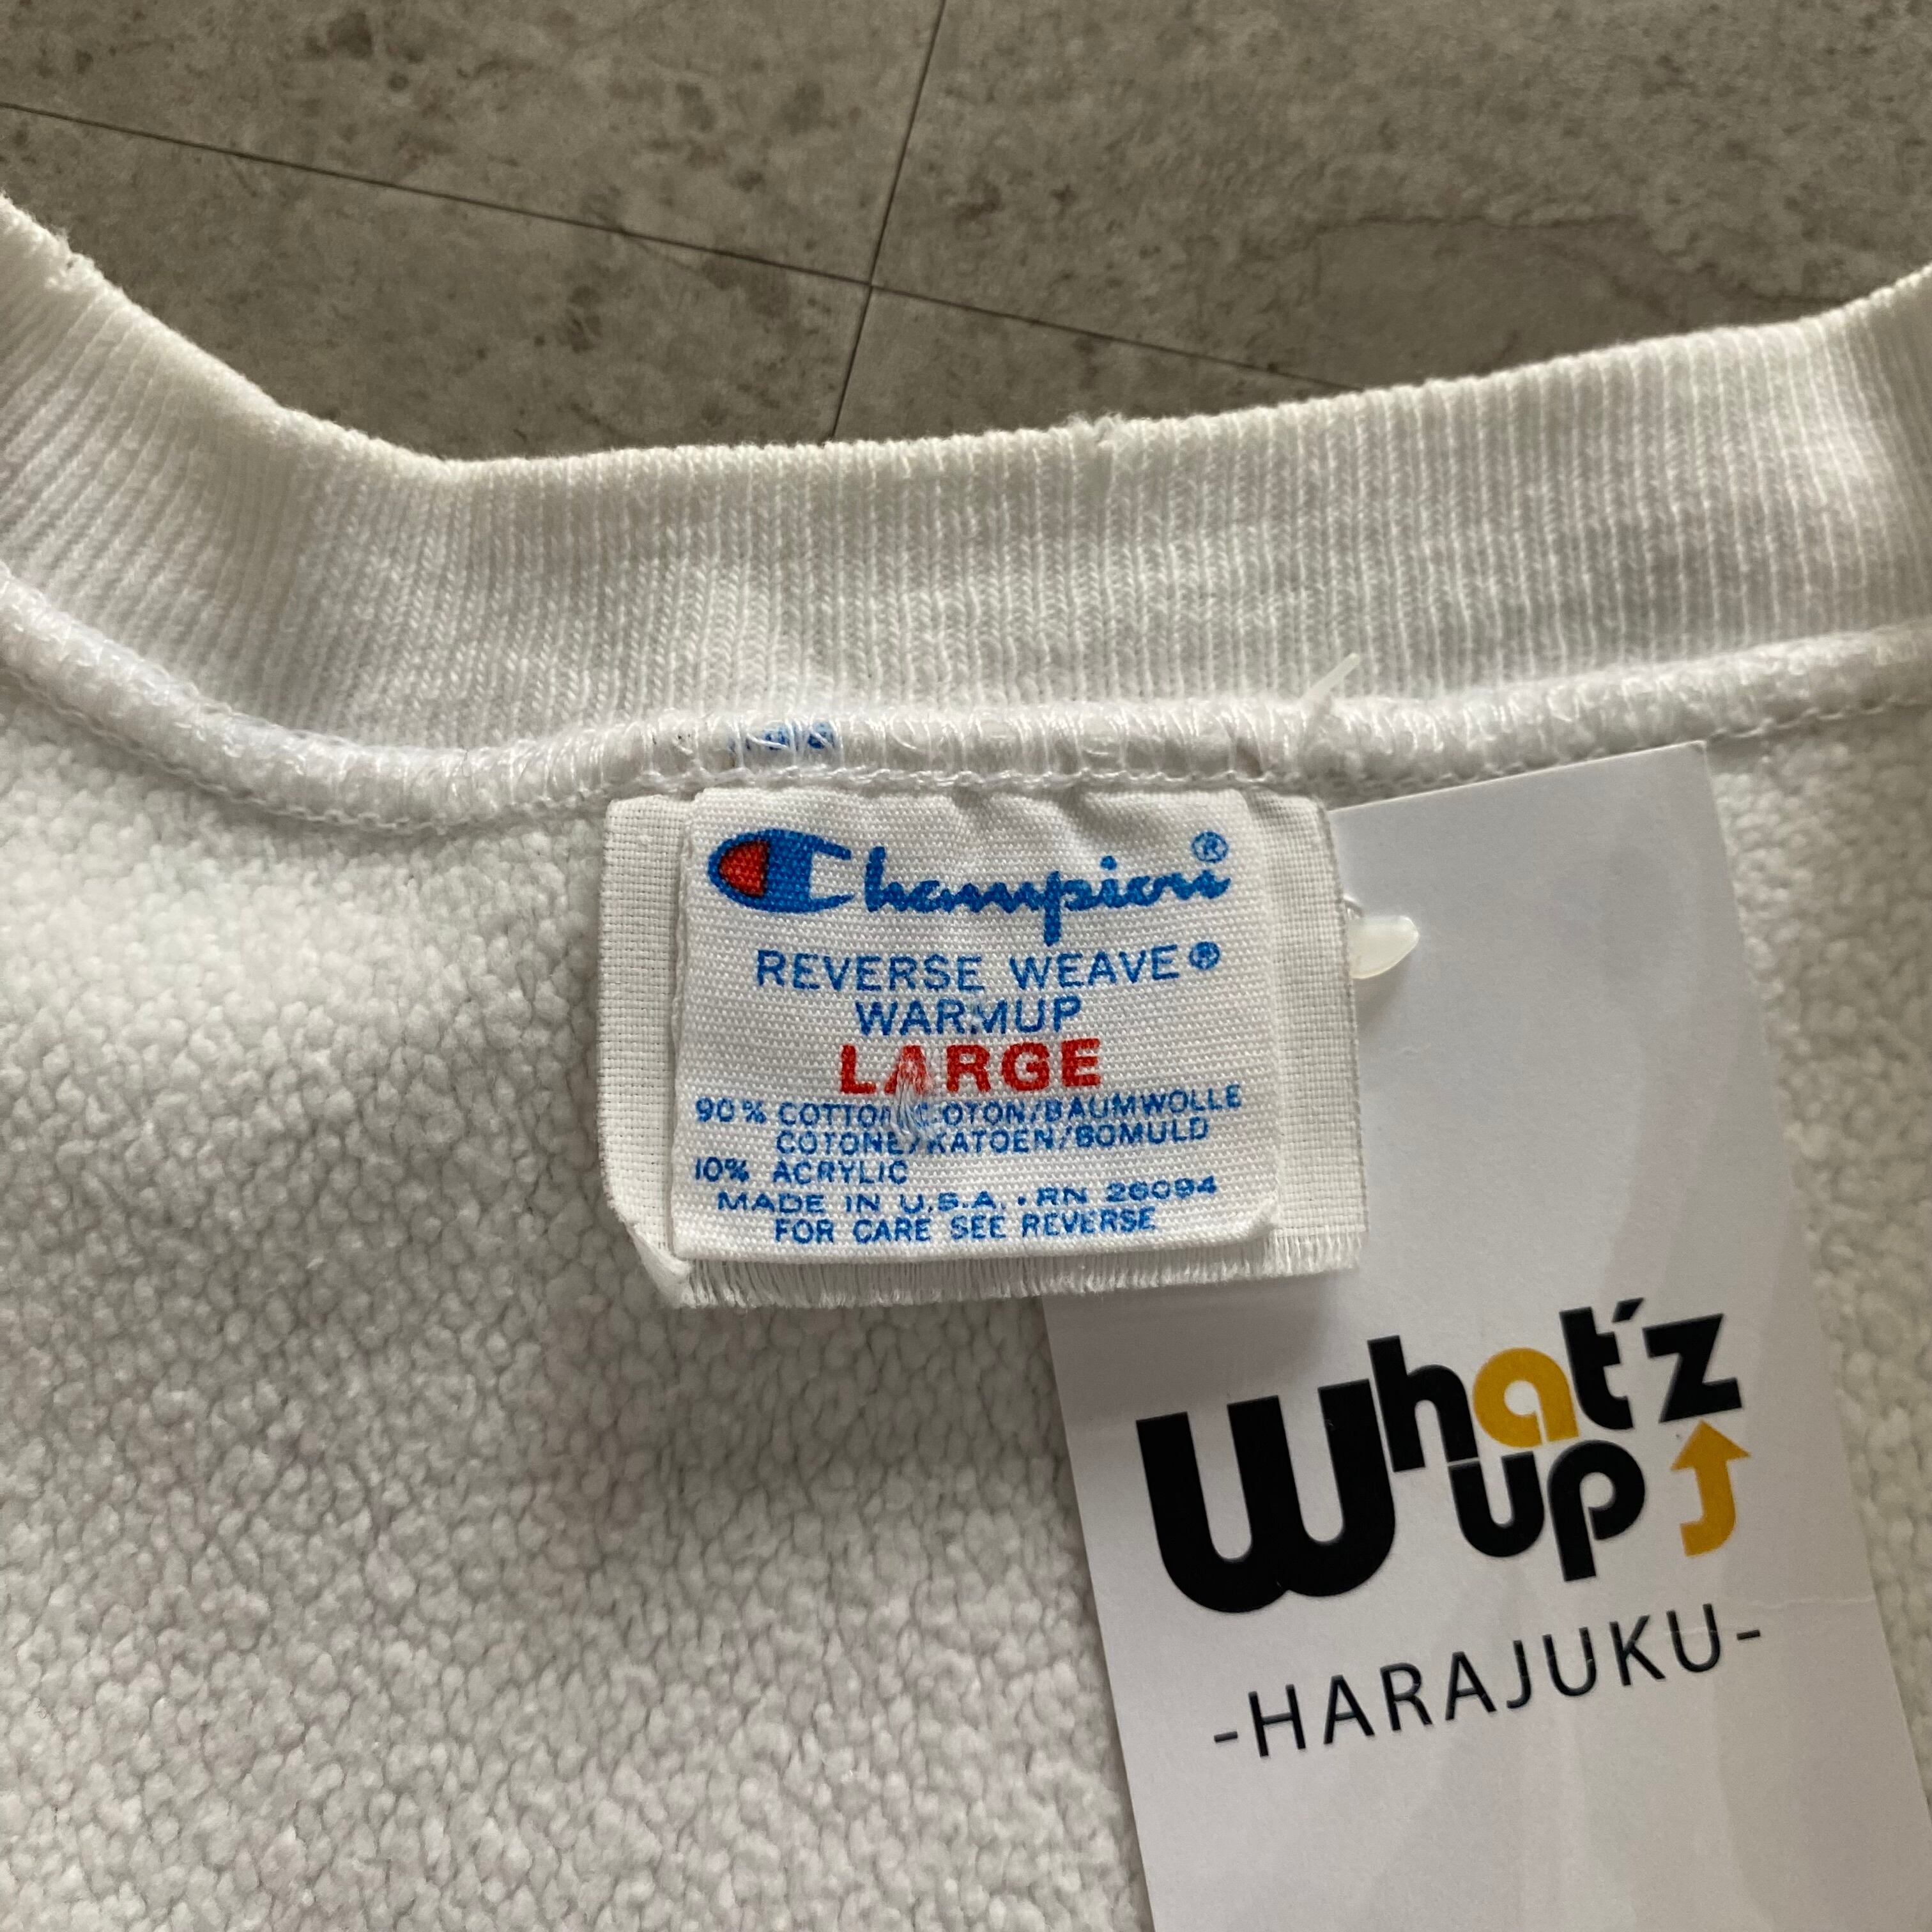 Champion®
REVERSE WEAVE®
WARMUP
LARGE
90% COTTON/COTON/BAUMWOLLE
COTONE/KATOEN/BOMULD
10% ACRYLIC
MADE IN U.S.A. · RN 26094
FOR CARE SEE REVERSE
What'z
up
-HARAJUKU-